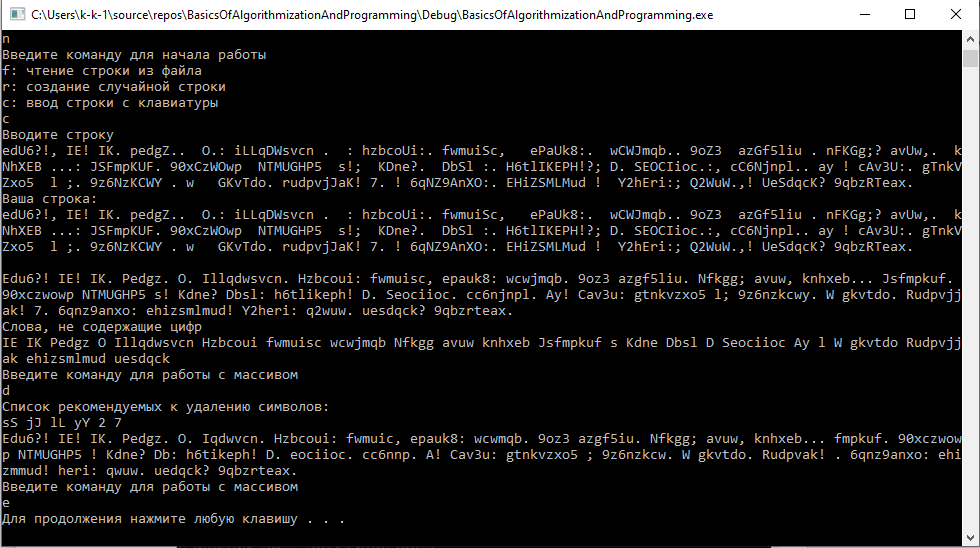 C:\Users\k-k-1\source\repos\BasicsOfAlgorithmizationAndProgramming\Debug\BasicsOfAlgorithmizationAndProgramming.exe
n
Введите команду для начала работы
f: чтение строки из файла
r: создание случайной строки
c: ввод строки с клавиатуры
c
Вводите строку
edU6?!, IE! IK. pedgZ..  O.: iLLqDWsvcn .  : hzbcoUi:. fwmuiSc,   ePaUk8:.  wCWJmqb.. 9oZ3  azGf5liu . nFKGg;? avUw,.  k
NhXEB ...: JSFmpKUF. 90xCzWOwp  NTMUGHP5  s!;  KDne?.  DbSl :. H6tlIKEPH!?; D. SEOCIioc.:, cC6Njnpl.. ay ! cAv3U:. gTnkV
Zxo5  l ;. 9z6NzKCWY . w   GKvTdo. rudpvjJaK! 7. ! 6qNZ9AnXO:. EHiZSMLMud !  Y2hEri:; Q2WuW.,! UeSdqcK? 9qbzRTeax.
Ваша строка:
edU6?!, IE! IK. pedgZ..  O.: iLLqDWsvcn .  : hzbcoUi:. fwmuiSc,   ePaUk8:.  wCWJmqb.. 9oZ3  azGf5liu . nFKGg;? avUw,.  k
NhXEB ...: JSFmpKUF. 90xCzWOwp  NTMUGHP5  s!;  KDne?.  DbSl :. H6tlIKEPH!?; D. SEOCIioc.:, cC6Njnpl.. ay ! cAv3U:. gTnkV
Zxo5  l ;. 9z6NzKCWY . w   GKvTdo. rudpvjJaK! 7. ! 6qNZ9AnXO:. EHiZSMLMud !  Y2hEri:; Q2WuW.,! UeSdqcK? 9qbzRTeax.
Edu6?! IE! IK. Pedgz. O. Illqdwsvcn. Hzbcoui: fwmuisc, epauk8: wcwjmqb. 9oz3 azgf5liu. Nfkgg; avuw, knhxeb... Jsfmpkuf.
90xczwowp NTMUGHP5 s! Kdne? Dbsl: h6tlikeph! D. Seociioc. cc6njnpl. Ay! Cav3u: gtnkvzxo5 l; 9z6nzkcwy. W gkvtdo. Rudpvjj
ak! 7. 6qnz9anxo: ehizsmlmud! Y2heri: q2wuw. uesdqck? 9qbzrteax.
Слова, не содержащие цифр
IE IK Pedgz O Illqdwsvcn Hzbcoui fwmuisc wcwjmqb Nfkgg avuw knhxeb Jsfmpkuf s Kdne Dbsl D Seociioc Ay l W gkvtdo Rudpvjj
ak ehizsmlmud uesdqck
Введите команду для работы с массивом
d
Список рекомендуемых к удалению символов:
sS jJ lL yY 2 7
Edu6?! IE! IK. Pedgz. O. Iqdwvcn. Hzbcoui: fwmuic, epauk8: wcwmqb. 9oz3 azgf5iu. Nfkgg; avuw, knhxeb... fmpkuf. 90xczwow
p NTMUGHP5 ! Kdne? Db: h6tikeph! D. eociioc. cc6nnp. A! Cav3u: gtnkvzxo5 ; 9z6nzkcw. W gkvtdo. Rudpvak! . 6qnz9anxo: ehi
zmmud! heri: qwuw. uedqck? 9qbzrteax.
Введите команду для работы с массивом
e
Для продолжения нажмите любую клавишу . . .